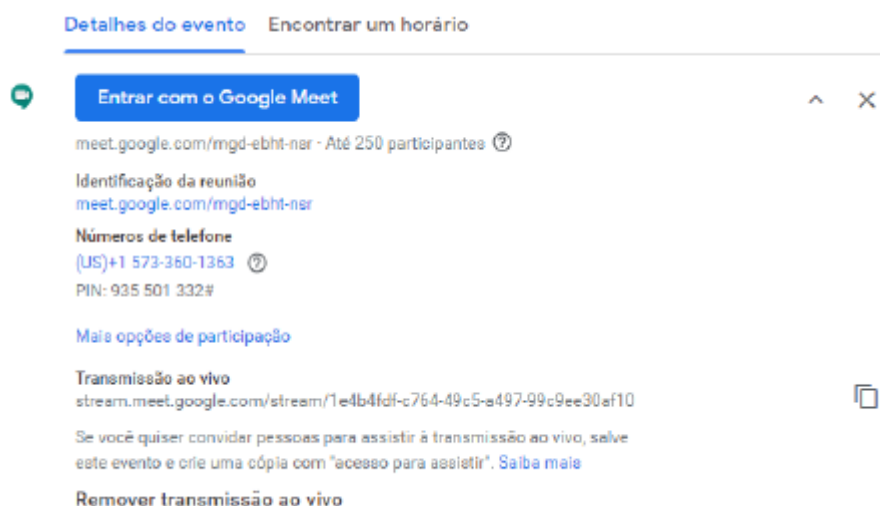 Detalhes do evento Encontrar um horário
Entrar com o Google Meet
meet.google.com/mgd-ebht-nsr - Até 250 participantes
Identificação da reunião
meet.google.com/mgd-ebht-nsr
Números de telefone
(US)+1 573-360-1363
PIN: 935 501 332#
Mais opções de participação
Transmissão ao vivo
stream.meet.google.com/stream/1e4b4fdf-c764-49c5-a497-99c9ee30af10
Se você quiser convidar pessoas para assistir à transmissão ao vivo, salve
este evento e crie uma cópia com "acesso para assistir". Saiba mais
Remover transmissão ao vivo